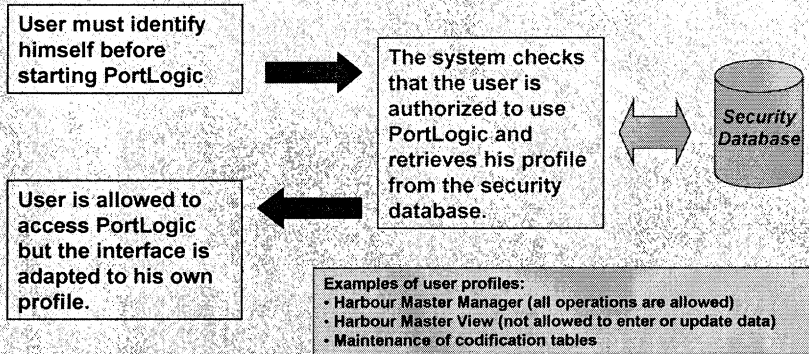 User must identify
himself before
starting PortLogic
The system checks
that the user is
authorized to use
PortLogic and
retrieves his profile
from the security
database.
Security
Database
User is allowed to
access PortLogic
but the interface is
adapted to his own
profile.
Examples of user profiles:
• Harbour Master Manager (all operations are allowed)
• Harbour Master View (not allowed to enter or update data)
• Maintenance of codification tables